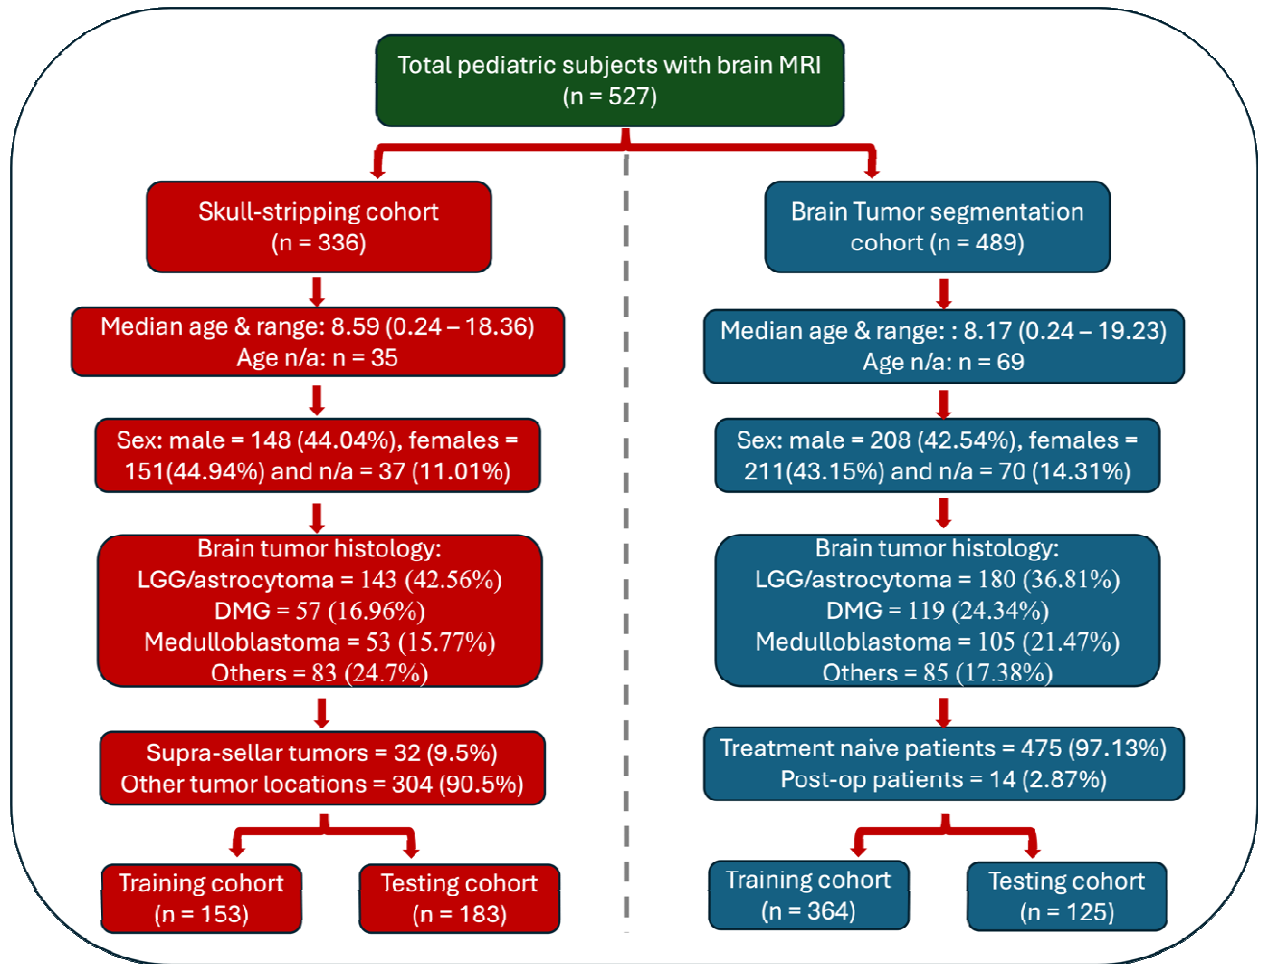 Total pediatric subjects with brain MRI
(n = 527)
Skull-stripping cohort
(n = 336)
Median age & range: 8.59 (0.24 – 18.36)
Age n/a: n = 35
Sex: male = 148 (44.04%), females =
151(44.94%) and n/a = 37 (11.01%)
Brain tumor histology:
LGG/astrocytoma = 143 (42.56%)
DMG = 57 (16.96%)
Medulloblastoma = 53 (15.77%)
Others = 83 (24.7%)
Supra-sellar tumors = 32 (9.5%)
Other tumor locations = 304 (90.5%)
Training cohort
(n = 153)
Testing cohort
(n = 183)
Brain Tumor segmentation
cohort (n = 489)
Median age & range: : 8.17 (0.24 – 19.23)
Age n/a: n = 69
Sex: male = 208 (42.54%), females =
211(43.15%) and n/a = 70 (14.31%)
Brain tumor histology:
LGG/astrocytoma = 180 (36.81%)
DMG = 119 (24.34%)
Medulloblastoma = 105 (21.47%)
Others = 85 (17.38%)
Treatment naive patients = 475 (97.13%)
Post-op patients = 14 (2.87%)
Training cohort
(n = 364)
Testing cohort
(n = 125)